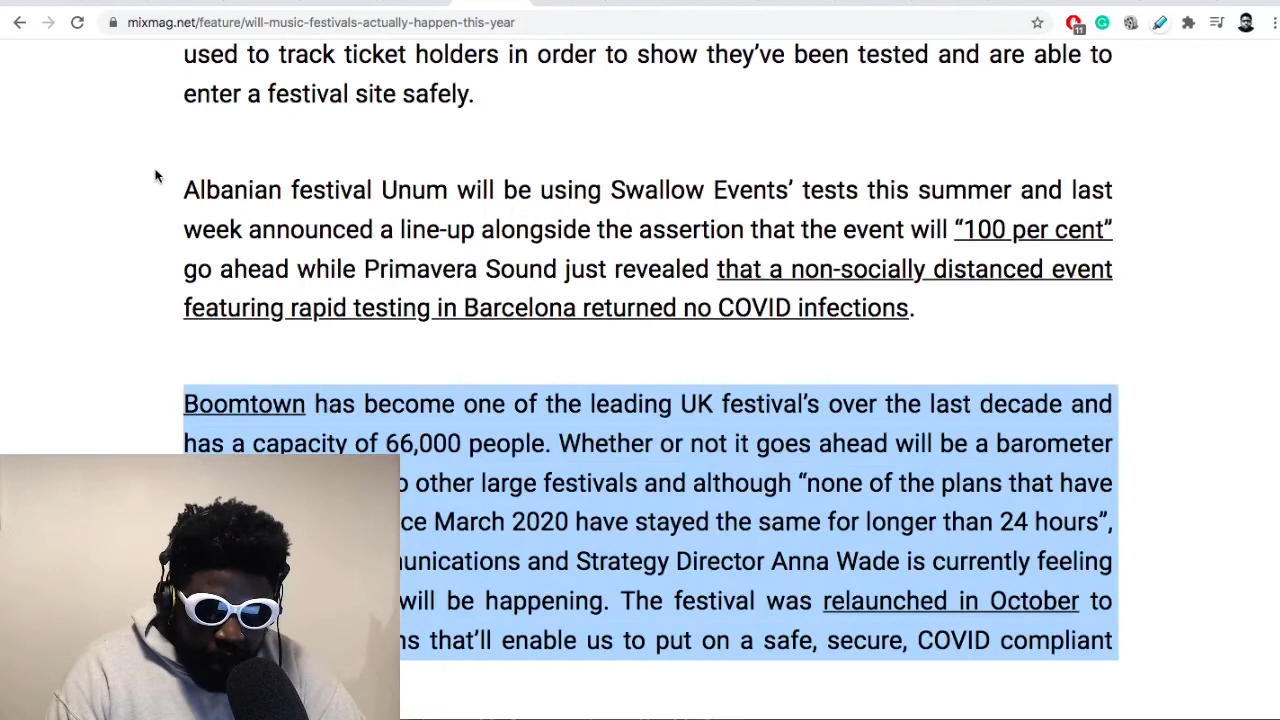 mixmag.net/feature/will-music-festivals-actually-happen-this-year
11
used to track ticket holders in order to show they’ve been tested and are able to
enter a festival site safely.
Albanian festival Unum will be using Swallow Events’ tests this summer and last
week announced a line-up alongside the assertion that the event will “100 per cent”
go ahead while Primavera Sound just revealed that a non-socially distanced event
featuring rapid testing in Barcelona returned no COVID infections.
Boomtown has become one of the leading UK festival’s over the last decade and
has a capacity of 66,000 people. Whether or not it goes ahead will be a barometer
other large festivals and although “none of the plans that have
March 2020 have stayed the same for longer than 24 hours”,
and Strategy Director Anna Wade is currently feeling
will be happening. The festival was relaunched in October to
that’ll enable us to put on a safe, secure, COVID compliant